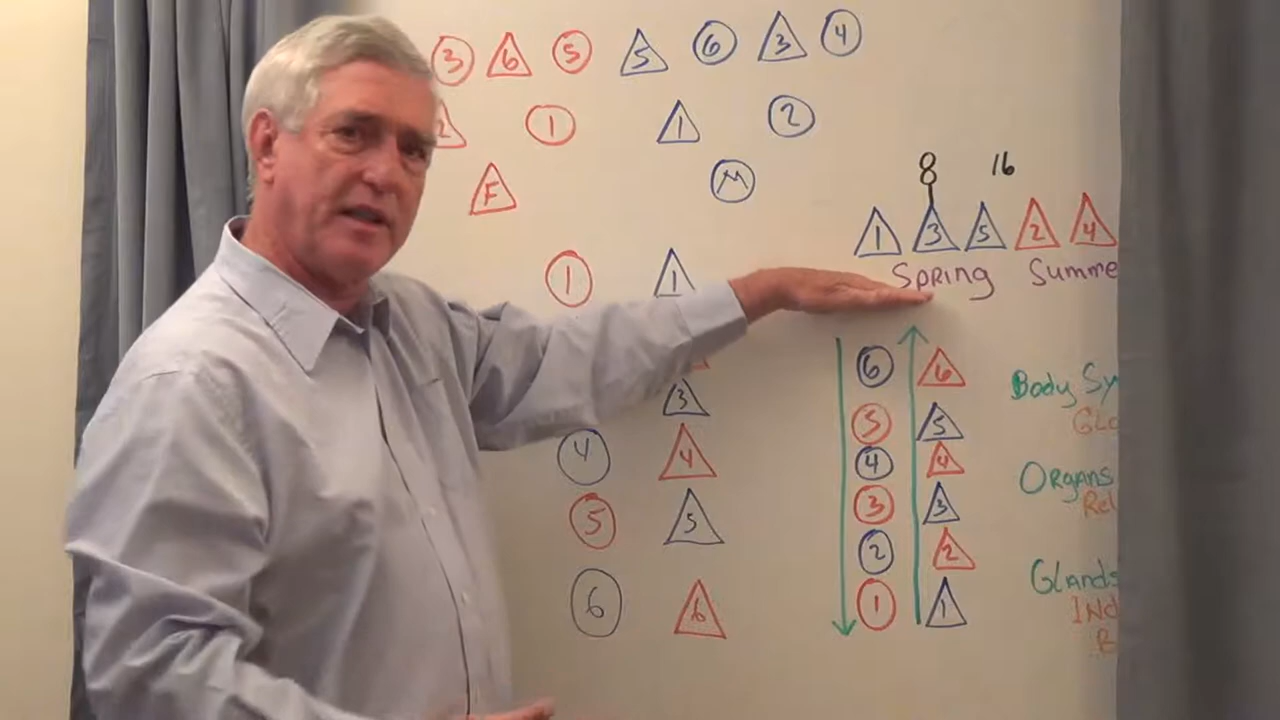 3 6 5 5 6 3 4
2 1 1 2
F M
8 16
1 3 5 2 4
Spring Summe
1 1
3
4 4
5 5
6 6
6 6
5 5
4 4
3 3
2 2
1 1
Body Sy
Organs
Rel
Glands